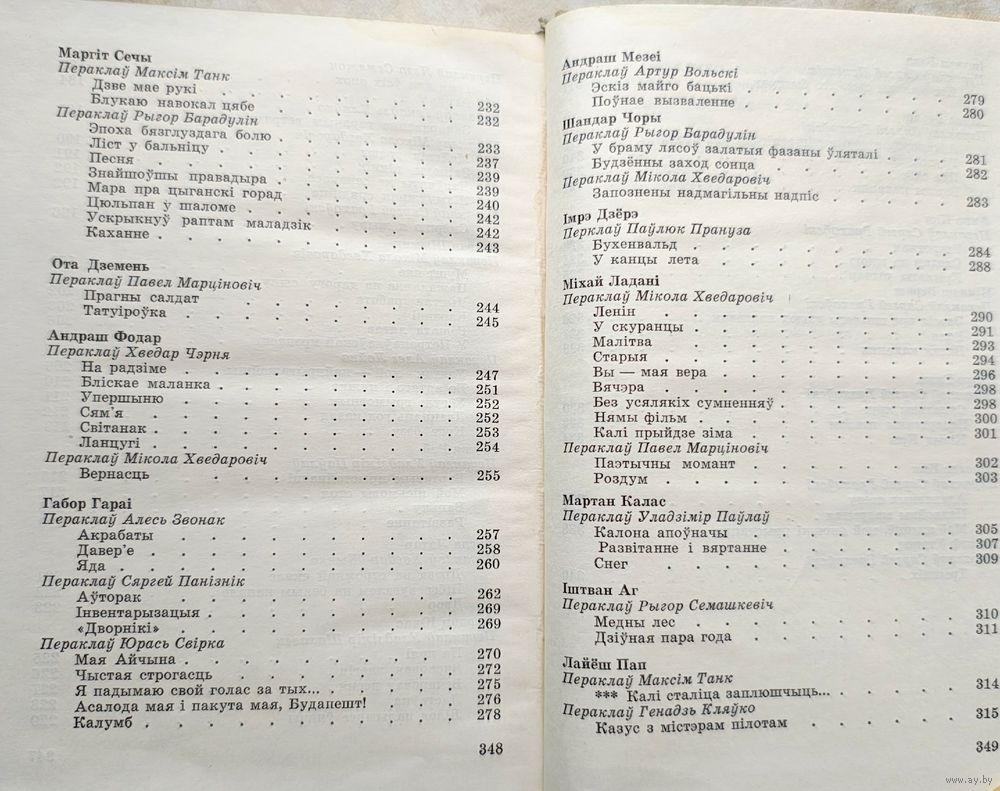 Маргіт Сечы
Пераклаў Максім Танк
Дзве мае рукі . . . . . . . . 232
Блукаю навокал цябе . . . . . . . 232
Пераклаў Рыгор Барадулін
Эпоха бязглуздага болю . . . . . . 233
Ліст у бальніцу . . . . . . . . 237
Песня . . . . . . . . . . 239
Знайшоўшы правадыра . . . . . . . 239
Мара пра цыганскі горад . . . . . . 240
Цюльпан у шаломе . . . . . . . 242
Ускрыкнуў раптам маладзік . . . . . 242
Каханне . . . . . . . . . . 243
Ота Дземень
Пераклаў Павел Марціновіч
Прагны салдат . . . . . . . . 244
Татуіроўка . . . . . . . . . 245
Андраш Фодар
Пераклаў Хведар Чэрня
На радзіме . . . . . . . . . 247
Бліскае маланка . . . . . . . . 251
Упершыню . . . . . . . . . 252
Сям'я . . . . . . . . . . 252
Світанак . . . . . . . . . 253
Ланцугі . . . . . . . . . . 254
Пераклаў Мікола Хведаровіч
Вернасць . . . . . . . . . 255
Габор Гараі
Пераклаў Алесь Звонак
Акрабаты . . . . . . . . . 257
Давер'е . . . . . . . . . . 258
Яда . . . . . . . . . . . 260
Пераклаў Сяргей Панізнік
Аўторак . . . . . . . . . . 262
Інвентарызацыя . . . . . . . . 269
«Дворнікі» . . . . . . . . . 269
Пераклаў Юрась Свірка
Мая Айчына . . . . . . . . . 270
Чыстая строгасць . . . . . . . 272
Я падымаю свой голас за тых... . . . . 275
Асалода мая і пакута мая, Будапешт! . . . 276
Калумб . . . . . . . . . . 278
348
Андраш Мезеі
Пераклаў Артур Вольскі
Эскіз майго бацькі . . . . . . . 279
Поўнае вызваленне . . . . . . . 280
Шандар Чоры
Пераклаў Рыгор Барадулін
У браму лясоў залатыя фазаны ўляталі . . . 281
Будзённы заход сонца . . . . . . 282
Пераклаў Мікола Хведаровіч
Запознены надмагільны надпіс . . . . 283
Імрэ Дзёрэ
Перклаў Паўлюк Прануза
Бухенвальд . . . . . . . . . 284
У канцы лета . . . . . . . . 288
Міхай Ладані
Пераклаў Мікола Хведаровіч
Ленін . . . . . . . . . . 290
У скуранцы . . . . . . . . . 291
Малітва . . . . . . . . . . 293
Старыя . . . . . . . . . . 294
Вы — мая вера . . . . . . . . 296
Вячэра . . . . . . . . . . 298
Без усялякіх сумненняў . . . . . . 298
Нямы фільм . . . . . . . . . 300
Калі прыйдзе зіма . . . . . . . 301
Пераклаў Павел Марціновіч
Паэтычны момант . . . . . . . 302
Роздум . . . . . . . . . . 303
Мартан Калас
Пераклаў Уладзімір Паўлаў
Калона апоўначы . . . . . . . 305
Развітанне і вяртанне . . . . . . 307
Снег . . . . . . . . . . 309
Іштван Аг
Пераклаў Рыгор Семашкевіч
Медны лес . . . . . . . . . 310
Дзіўная пара года . . . . . . . 311
Лайёш Пап
Пераклаў Максім Танк
*** Калі сталіца заплюшчыць... . . . . 314
Пераклаў Генадзь Кляўко
Казус з містэрам пілотам . . . . . 315
349
www.ay.by